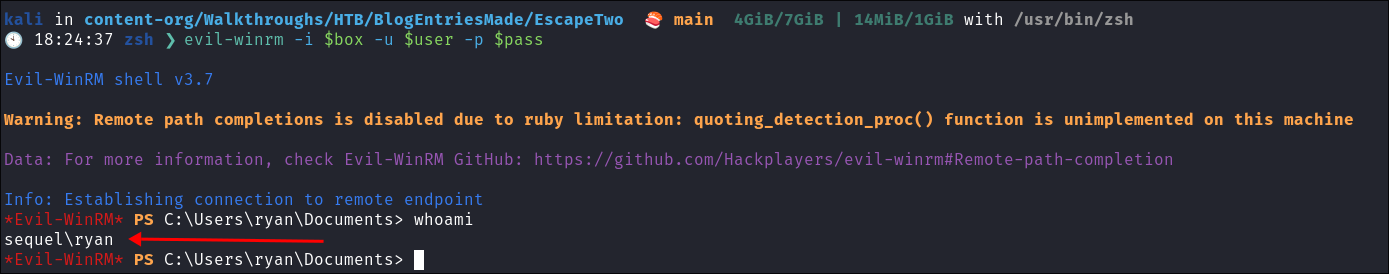 kali in content-org/Walkthroughs/HTB/BlogEntriesMade/EscapeTwo 🍣 main 4GiB/7GiB | 14MiB/1GiB with /usr/bin/zsh
🕙 18:24:37 zsh ❯ evil-winrm -i $box -u $user -p $pass
Evil-WinRM shell v3.7
Warning: Remote path completions is disabled due to ruby limitation: quoting_detection_proc() function is unimplemented on this machine
Data: For more information, check Evil-WinRM GitHub: https://github.com/Hackplayers/evil-winrm#Remote-path-completion
Info: Establishing connection to remote endpoint
*Evil-WinRM* PS C:\Users\ryan\Documents> whoami
sequel\ryan
*Evil-WinRM* PS C:\Users\ryan\Documents>